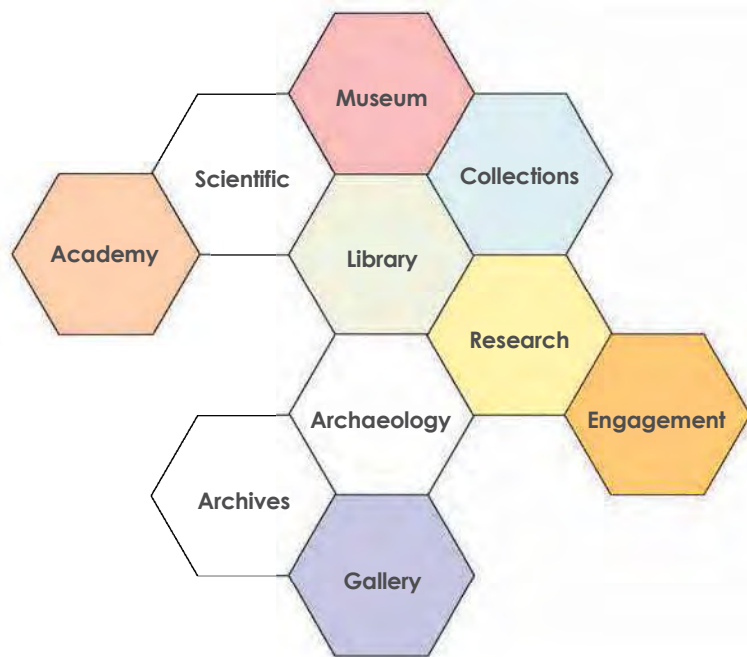 Museum
Scientific
Collections
Academy
Library
Research
Archaeology
Engagement
Archives
Gallery